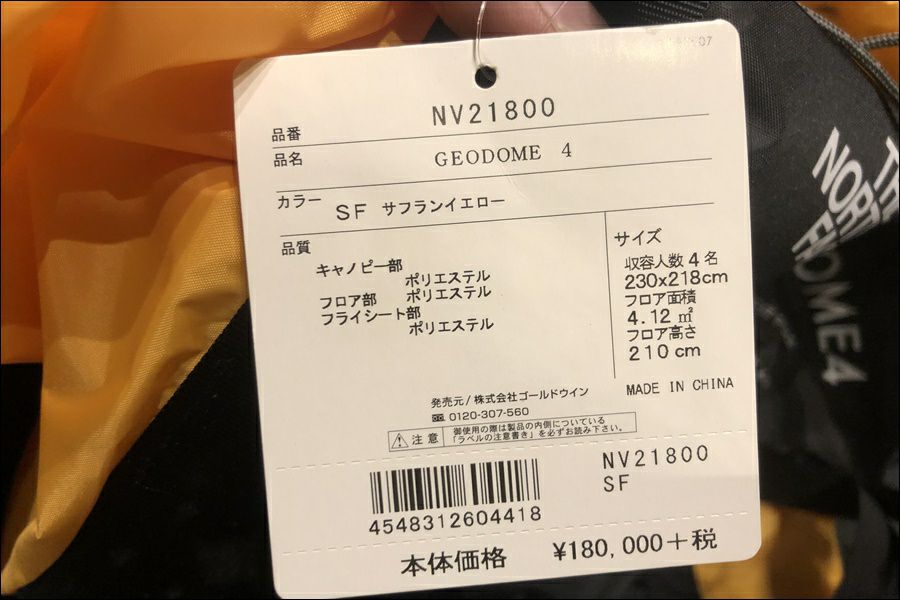 品番 NV21800
品名 GEODOME 4
カラー SF サフランイエロー
品質
キャノピー部
ポリエステル
フロア部 ポリエステル
フライシート部
ポリエステル
サイズ
収容人数4名
230x218cm
フロア面積
4.12 ㎡
フロア高さ
210 cm
MADE IN CHINA
発売元/株式会社ゴールドウイン
0120-307-560
注意 御使用の際は製品の内側についている
「ラベルの注意書き」を必ずお読み下さい。
NV21800
SF
4548312604418
本体価格 ¥180,000+税
THE
NORTH
F
OME4